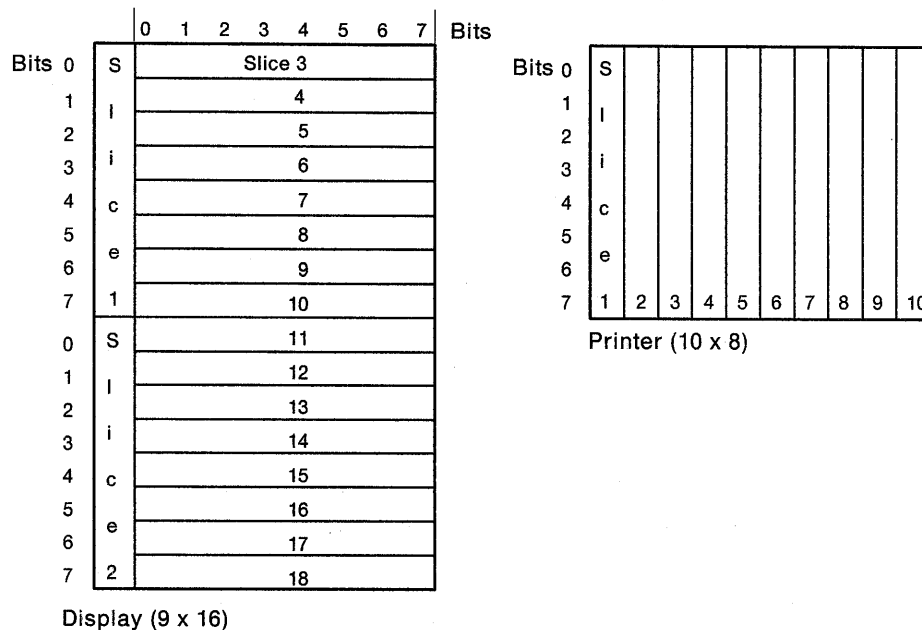 0 1 2 3 4 5 6 7 Bits
Bits 0 Slice 3
1 4
2 5
3 6
4 7
5 8
6 9
7 10
0 11
1 12
2 13
3 14
4 15
5 16
6 17
7 18
Slice 1
Slice 2
Display (9 x 16)
Bits 0
1
2
3
4
5
6
7
Slice
1 2 3 4 5 6 7 8 9 10
Printer (10 x 8)